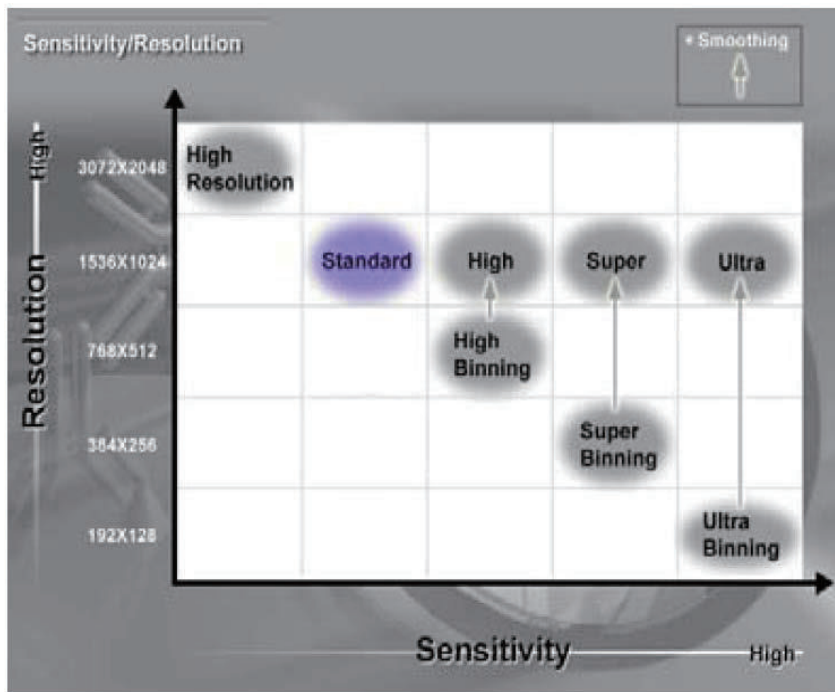 Sensitivity/Resolution
* Smoothing
High
Resolution
3072X2048
1536X1024
768X512
384X256
192X128
High
Resolution
Standard
High
Super
Ultra
High
Binning
Super
Binning
Ultra
Binning
Sensitivity
High